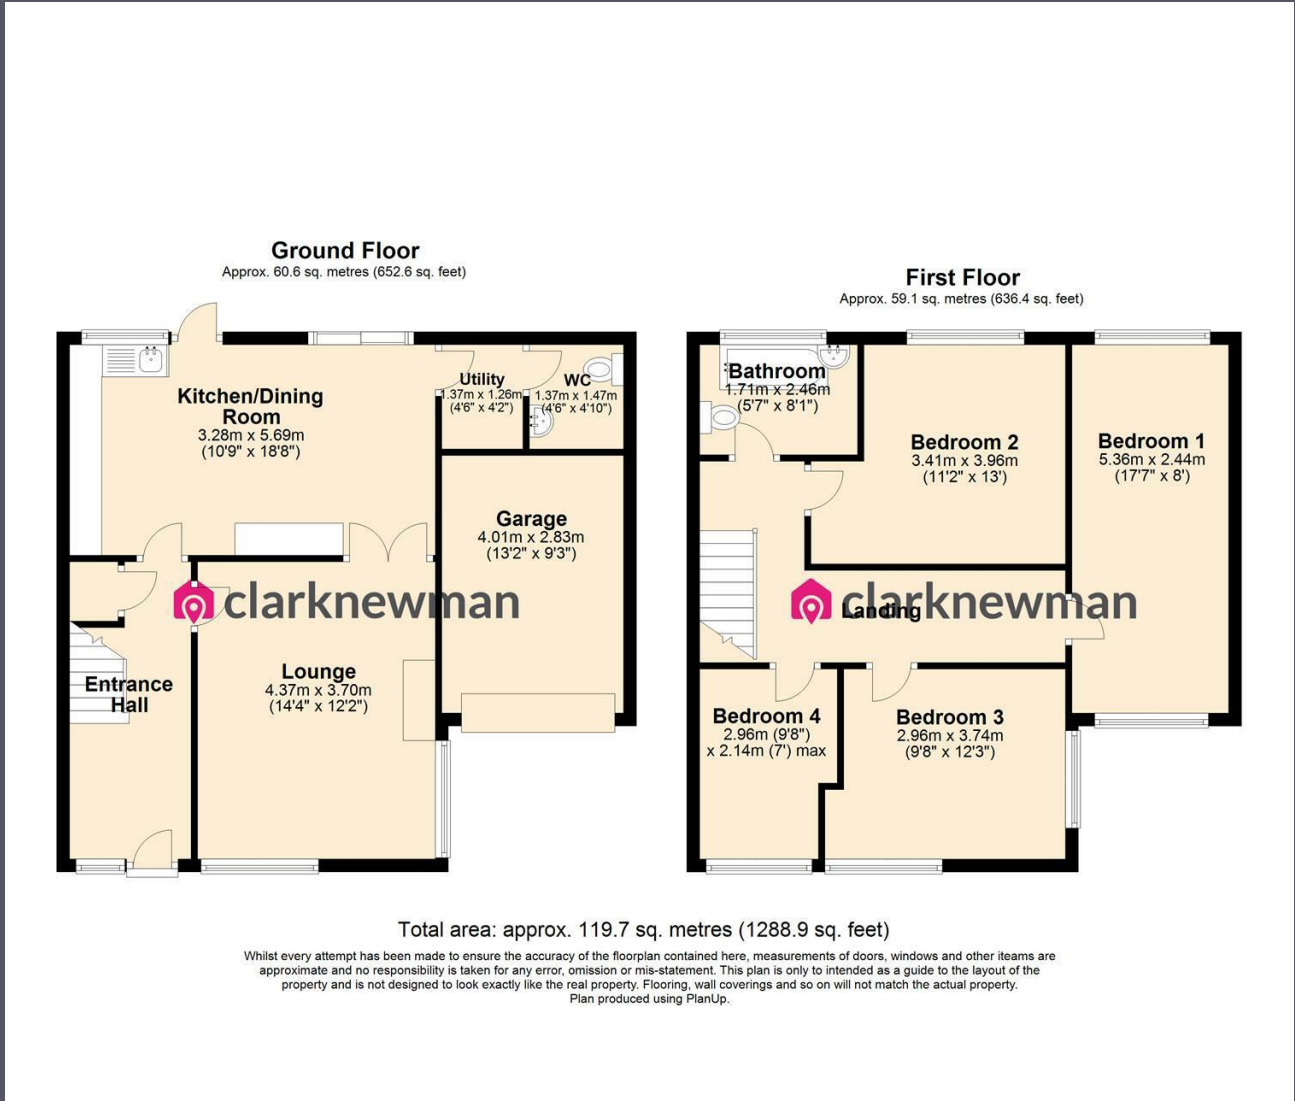 Ground Floor
Approx. 60.6 sq. metres (652.6 sq. feet)
Kitchen/Dining
Room
3.28m x 5.69m
(10'9" x 18'8")
Utility
1.37m x 1.26m
(4'6" x 4'2")
WC
1.37m x 1.47m
(4'6" x 4'10")
Garage
4.01m x 2.83m
(13'2" x 9'3")
clarknewman
Lounge
4.37m x 3.70m
(14'4" x 12'2")
Entrance
Hall
First Floor
Approx. 59.1 sq. metres (636.4 sq. feet)
Bathroom
1.71m x 2.46m
(5'7" x 8'1")
Bedroom 2
3.41m x 3.96m
(11'2" x 13')
Bedroom 1
5.36m x 2.44m
(17'7" x 8')
clarknewman
Landing
Bedroom 4
2.96m (9'8")
x 2.14m (7') max
Bedroom 3
2.96m x 3.74m
(9'8" x 12'3")
Total area: approx. 119.7 sq. metres (1288.9 sq. feet)
Whilst every attempt has been made to ensure the accuracy of the floorplan contained here, measurements of doors, windows and other iteams are
approximate and no responsibility is taken for any error, omission or mis-statement. This plan is only to intended as a guide to the layout of the
property and is not designed to look exactly like the real property. Flooring, wall coverings and so on will not match the actual property.
Plan produced using PlanUp.